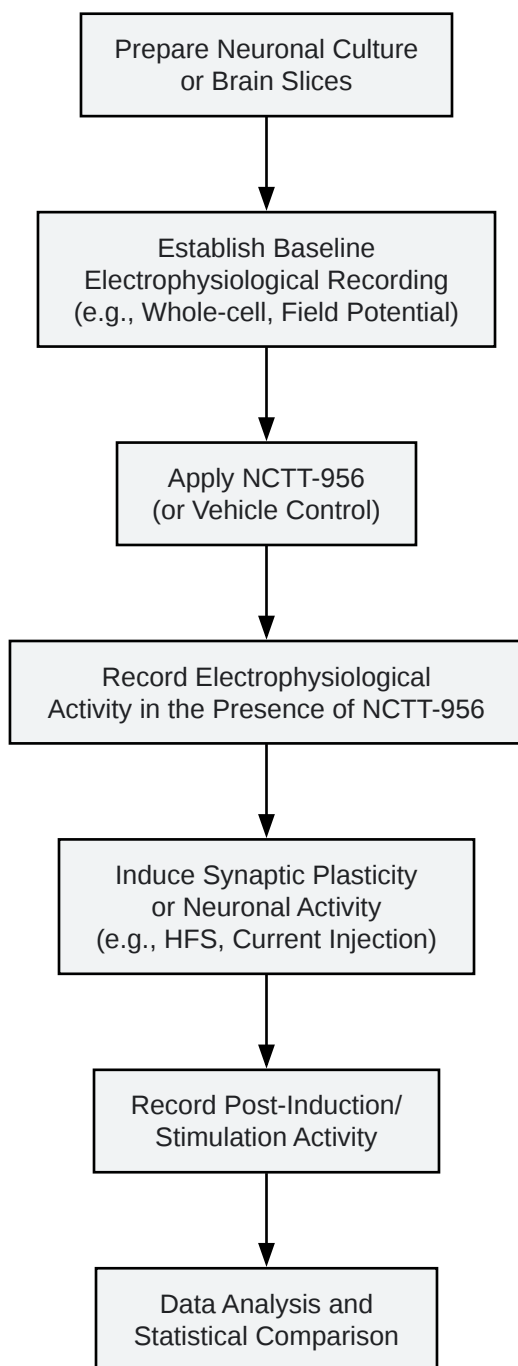 Prepare Neuronal Culture
or Brain Slices
Establish Baseline
Electrophysiological Recording
(e.g., Whole-cell, Field Potential)
Apply NCTT-956
(or Vehicle Control)
Record Electrophysiological
Activity in the Presence of NCTT-956
Induce Synaptic Plasticity
or Neuronal Activity
(e.g., HFS, Current Injection)
Record Post-Induction/
Stimulation Activity
Data Analysis and
Statistical Comparison